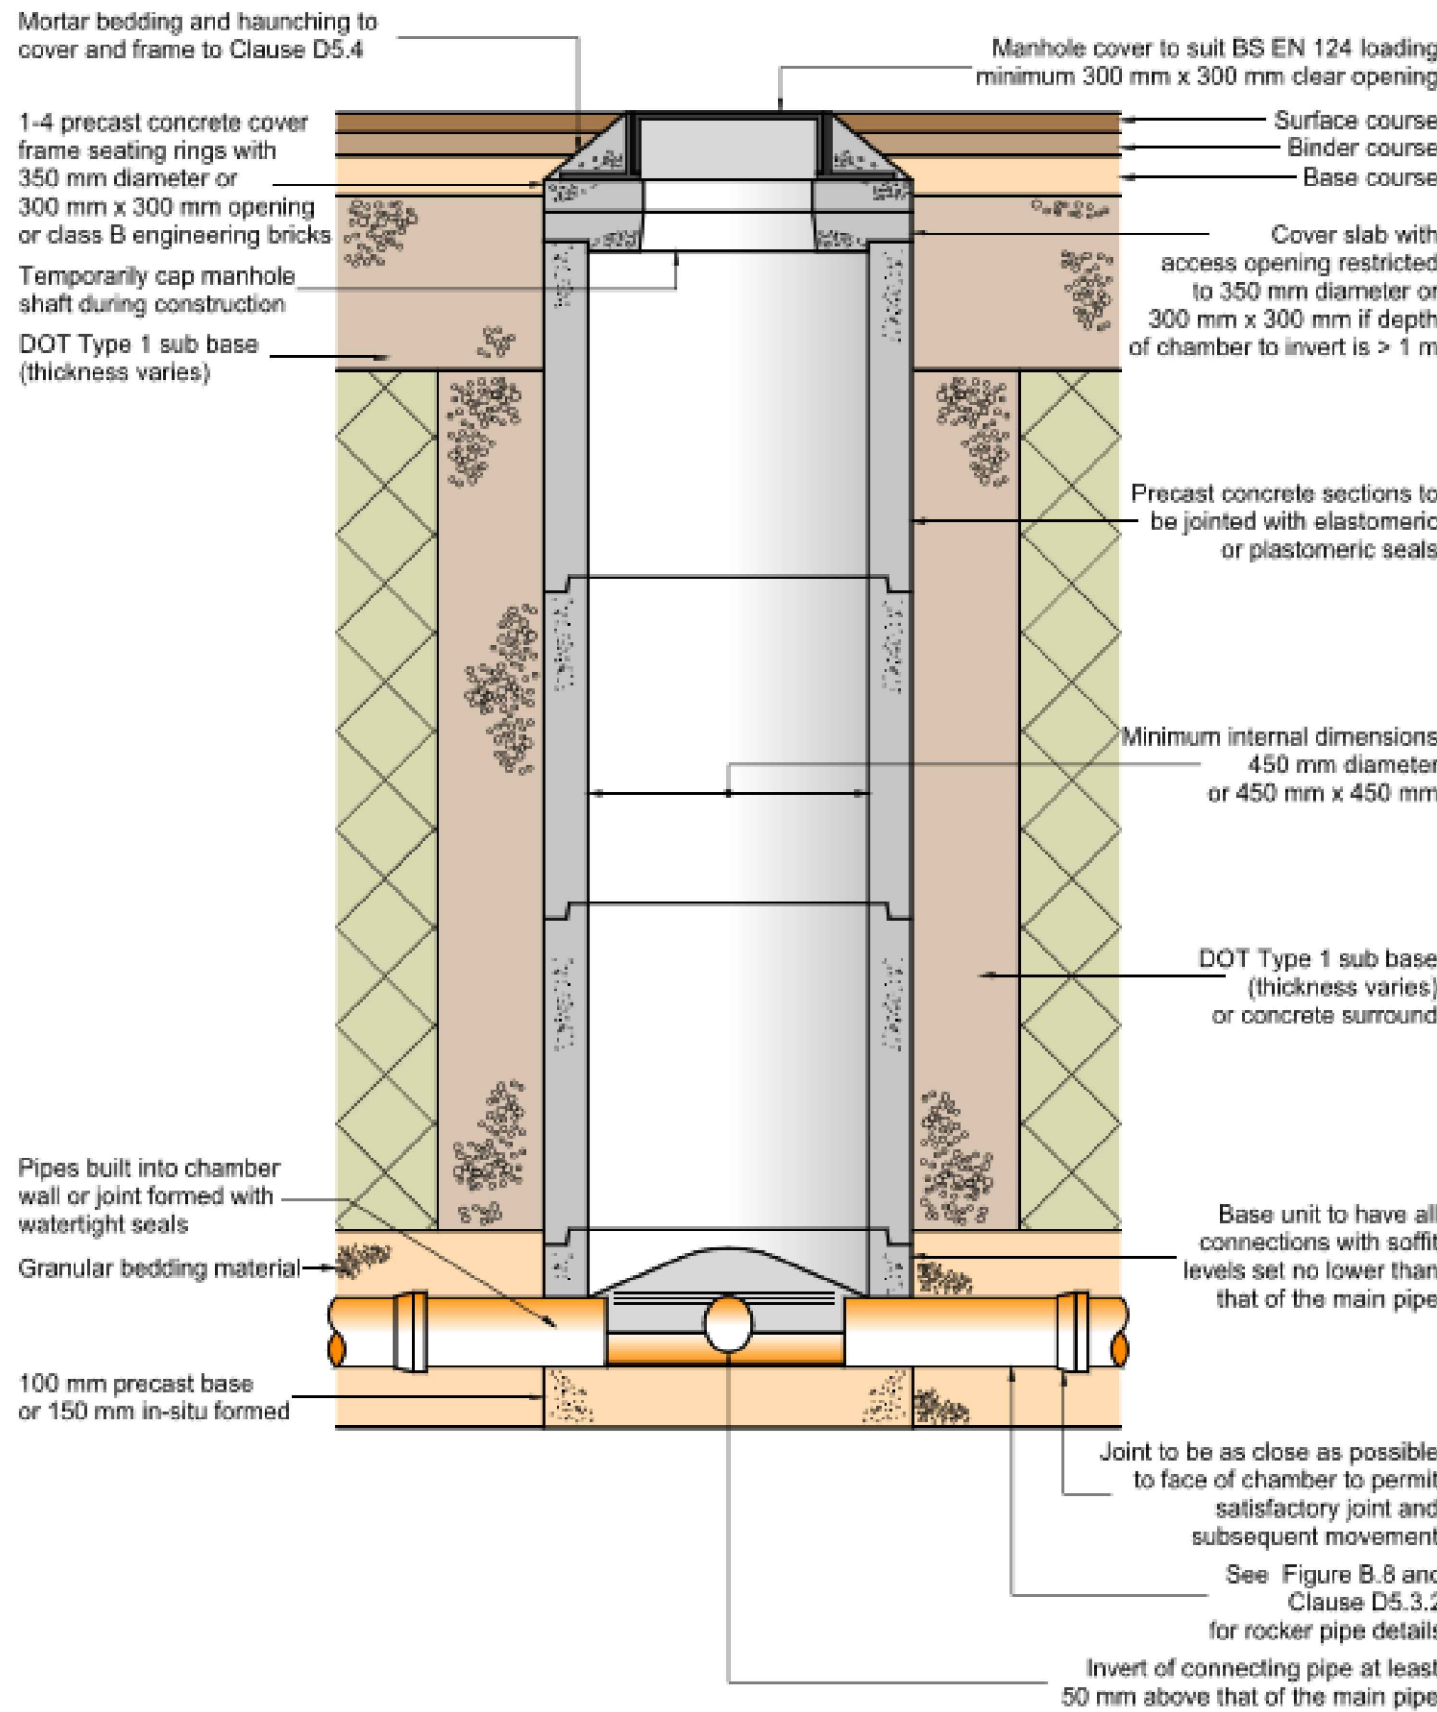 Mortar bedding and haunching to
cover and frame to Clause D5.4
1-4 precast concrete cover
frame seating rings with
350 mm diameter or
300 mm x 300 mm opening
or class B engineering bricks
Temporarily cap manhole
shaft during construction
DOT Type 1 sub base
(thickness varies)
Pipes built into chamber
wall or joint formed with
watertight seals
Granular bedding material
100 mm precast base
or 150 mm in-situ formed
Manhole cover to suit BS EN 124 loading
minimum 300 mm x 300 mm clear opening
Surface course
Binder course
Base course
Cover slab with
access opening restricted
to 350 mm diameter or
300 mm x 300 mm if depth
of chamber to invert is > 1 m
Precast concrete sections to
be jointed with elastomeric
or plastomeric seals
Minimum internal dimensions
450 mm diameter
or 450 mm x 450 mm
DOT Type 1 sub base
(thickness varies)
or concrete surround
Base unit to have all
connections with soffit
levels set no lower than
that of the main pipe
Joint to be as close as possible
to face of chamber to permit
satisfactory joint and
subsequent movement
See Figure B.8 and
Clause D5.3.2
for rocker pipe details
Invert of connecting pipe at least
50 mm above that of the main pipe